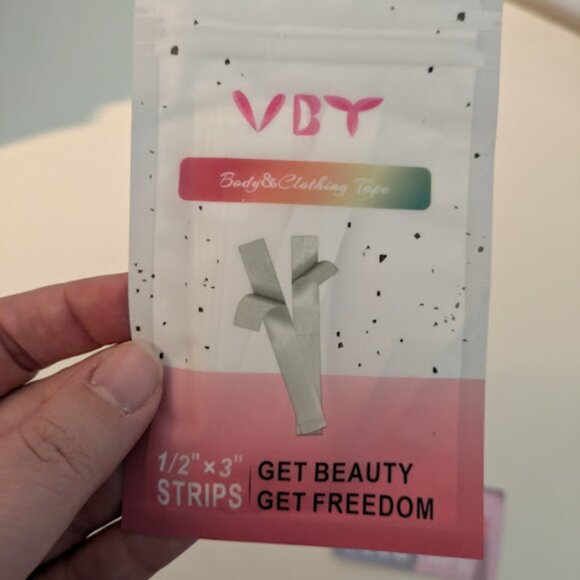 VBT
Body&Clothing Tape
1/2"×3" STRIPS
GET BEAUTY
GET FREEDOM